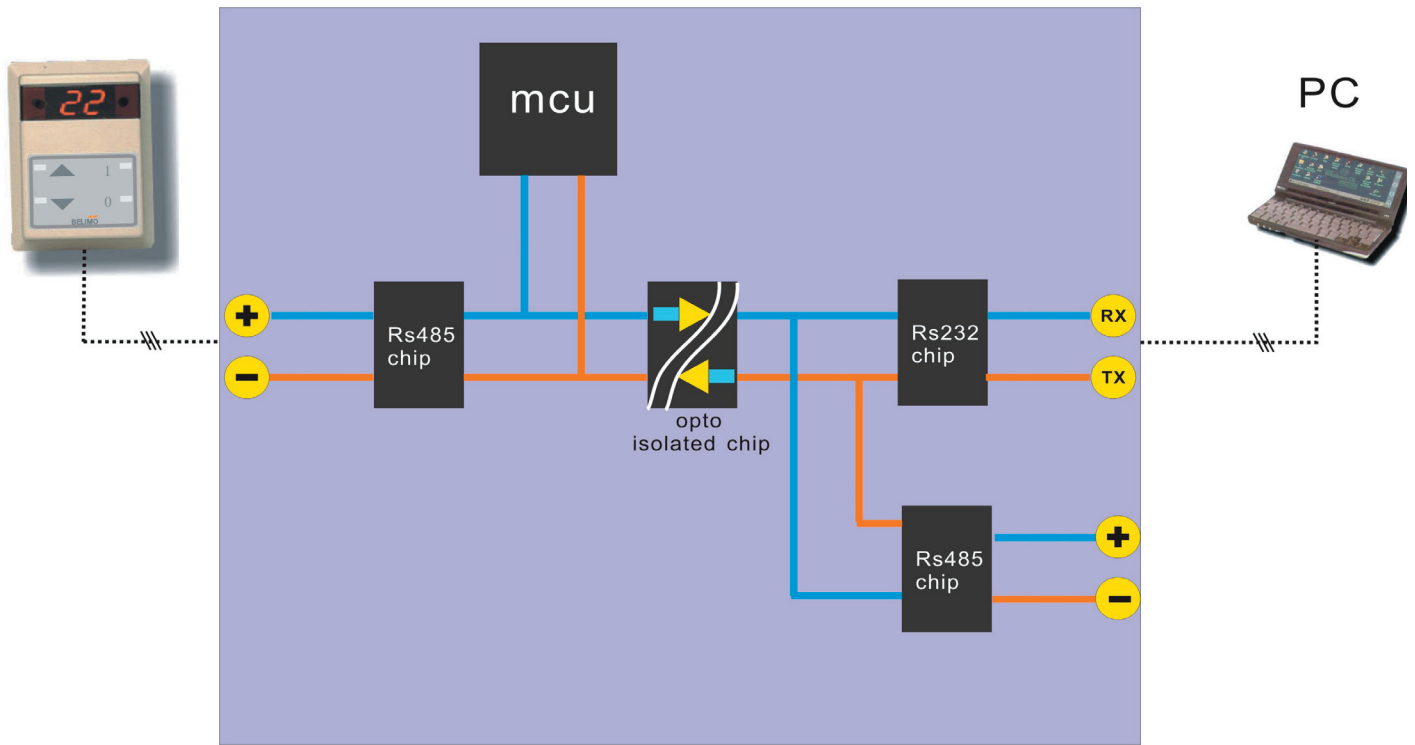 22
1
0
BELIMO
mcu
PC
+
−
Rs485
chip
opto
isolated chip
Rs232
chip
RX
TX
Rs485
chip
+
−